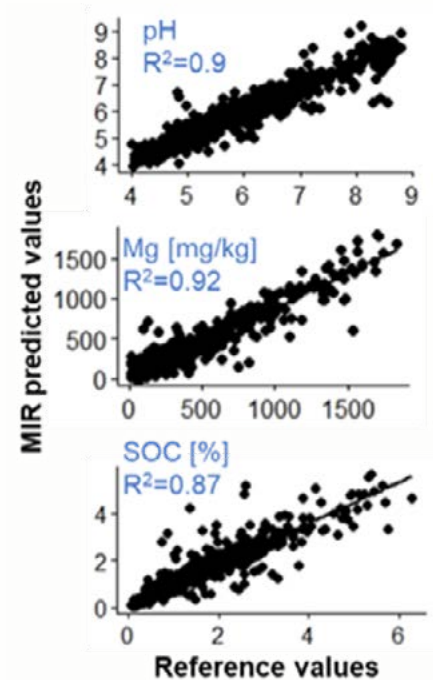 MIR predicted values
pH
R²=0.9
9
8
7
6
5
4
4 5 6 7 8 9
Mg [mg/kg]
R²=0.92
1500
1000
500
0
0 500 1000 1500
SOC [%]
R²=0.87
4
2
0
0 2 4 6
Reference values